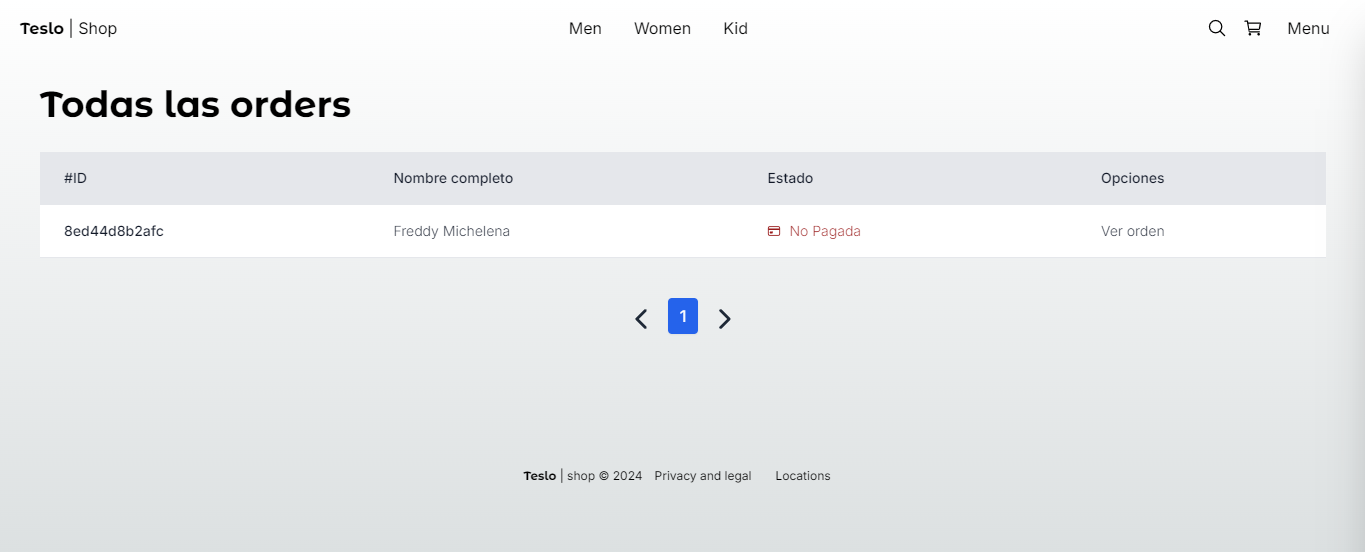 Teslo | Shop Men Women Kid Menu
Todas las orders
#ID Nombre completo Estado Opciones
8ed44d8b2afc Freddy Michelena No Pagada Ver orden
1
Teslo | shop © 2024 Privacy and legal Locations